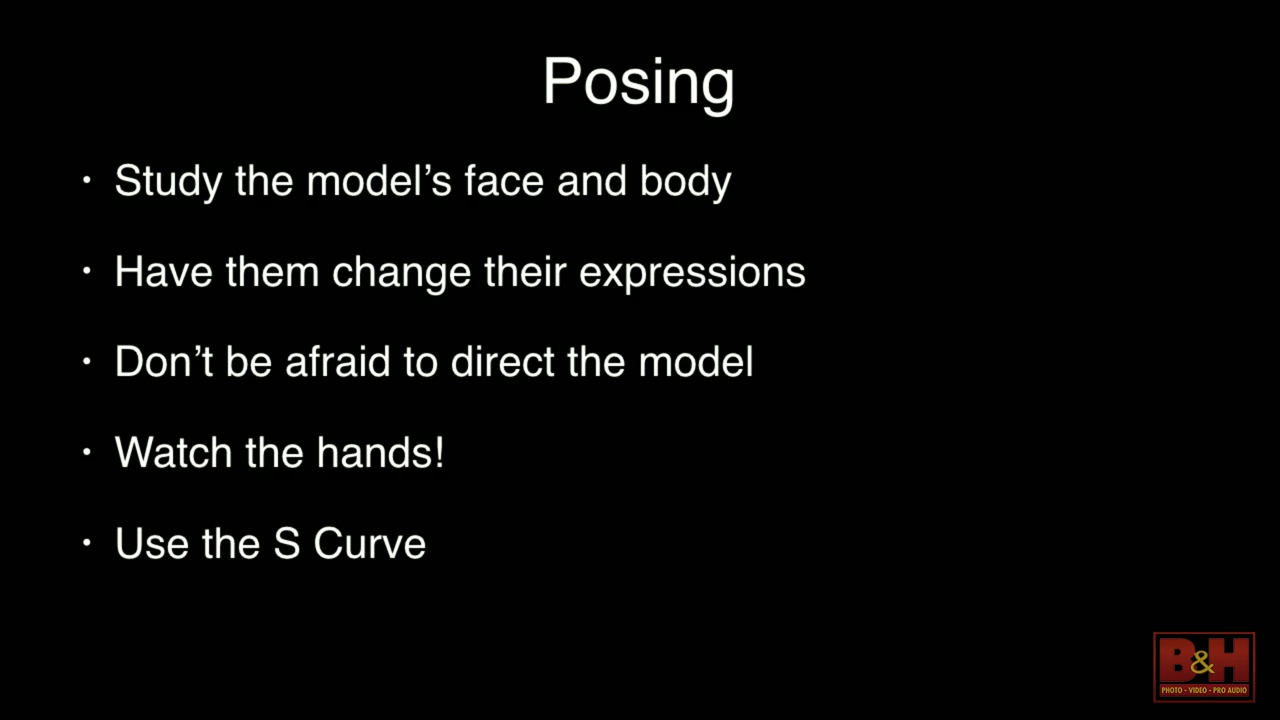 Posing
• Study the model’s face and body
• Have them change their expressions
• Don’t be afraid to direct the model
• Watch the hands!
• Use the S Curve
B&H
PHOTO - VIDEO - PRO AUDIO